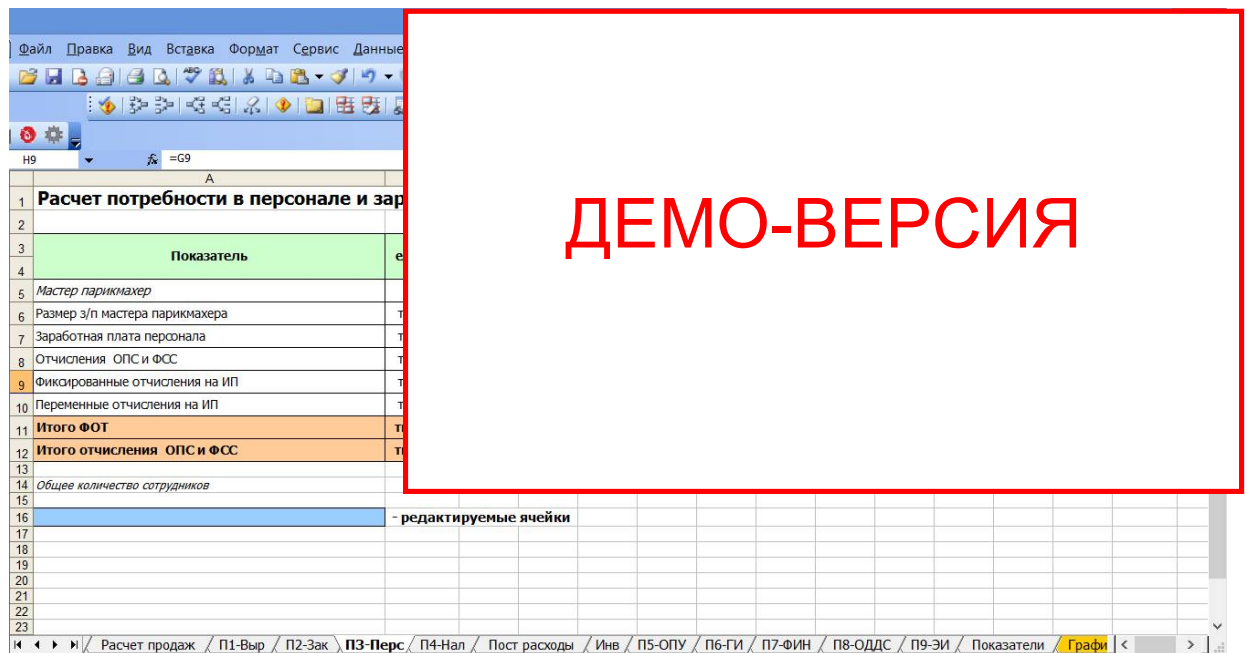 Файл Правка Вид Вставка Формат Сервис Данные
H9 fx =G9
A
1 Расчет потребности в персонале и зар
ДЕМО-ВЕРСИЯ
2
3
Показатель
4
5 Мастер парикмахер
6 Размер з/п мастера парикмахера
7 Заработная плата персонала
8 Отчисления ОПС и ФСС
9 Фиксированные отчисления на ИП
10 Переменные отчисления на ИП
11 Итого ФОТ
12 Итого отчисления ОПС и ФСС
13
14 Общее количество сотрудников
15
16 - редактируемые ячейки
17
18
19
20
21
22
23
Расчет продаж П1-Выр П2-Зак П3-Перс П4-Нал Пост расходы Инв П5-ОПУ П6-ГИ П7-ФИН П8-ОДДС П9-ЭИ Показатели Графи